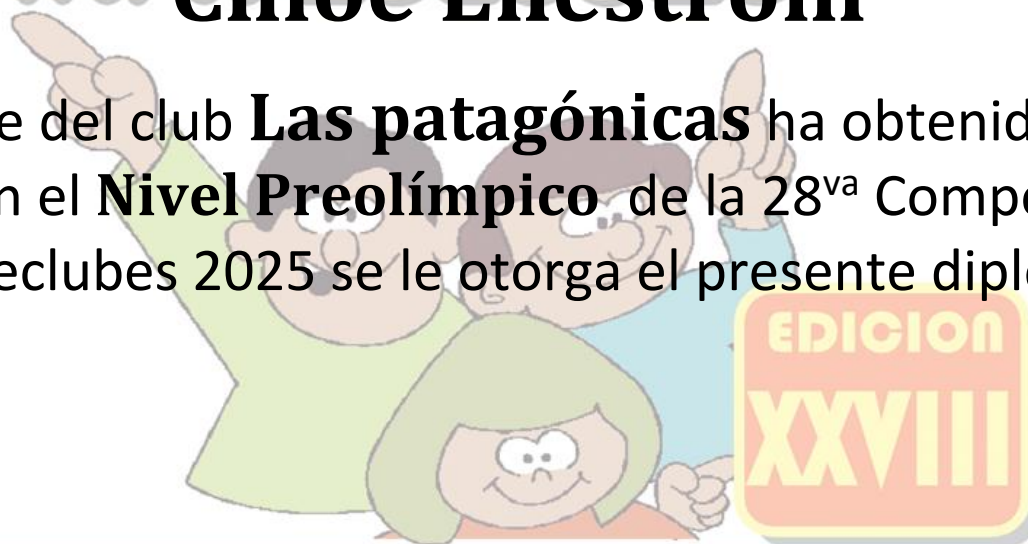 e del club Las patagónicas ha obtenid
n el Nivel Preolímpico de la 28va Compe
eclubes 2025 se le otorga el presente diplo
EDICION
XXVIII